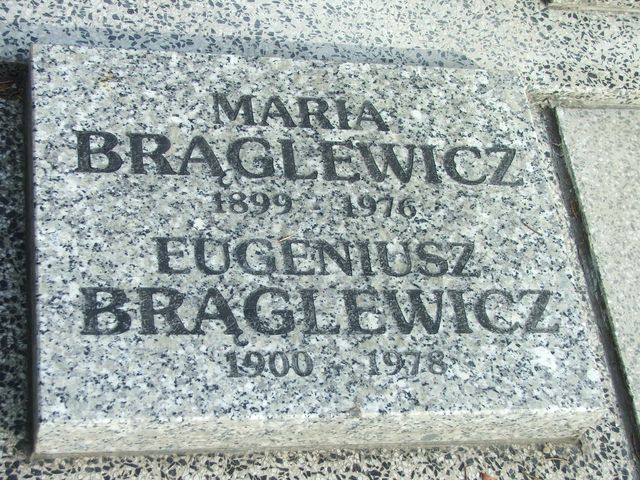 MARIA
BRĄGLEWICZ
1899 - 1976
EUGENIUSZ
BRĄGLEWICZ
1900 - 1978